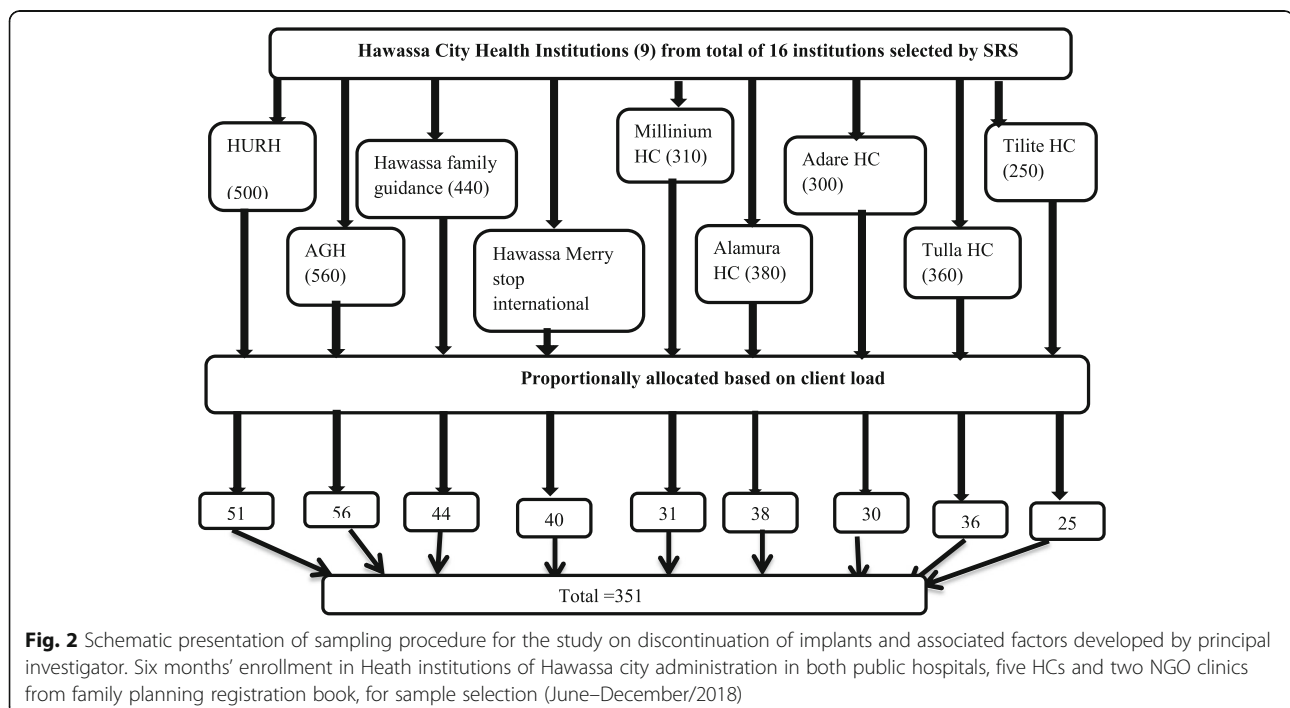 Hawassa City Health Institutions (9) from total of 16 institutions selected by SRS
HURH
(500)
AGH
(560)
Hawassa family
guidance (440)
Hawassa Merry
stop
international
Millinium
HC (310)
Alamura
HC (380)
Adare HC
(300)
Tulla HC
(360)
Tilite HC
(250)
Proportionally allocated based on client load
51
56
44
40
31
38
30
36
25
Total =351
Fig. 2 Schematic presentation of sampling procedure for the study on discontinuation of implants and associated factors developed by principal
investigator. Six months’ enrollment in Heath institutions of Hawassa city administration in both public hospitals, five HCs and two NGO clinics
from family planning registration book, for sample selection (June–December/2018)